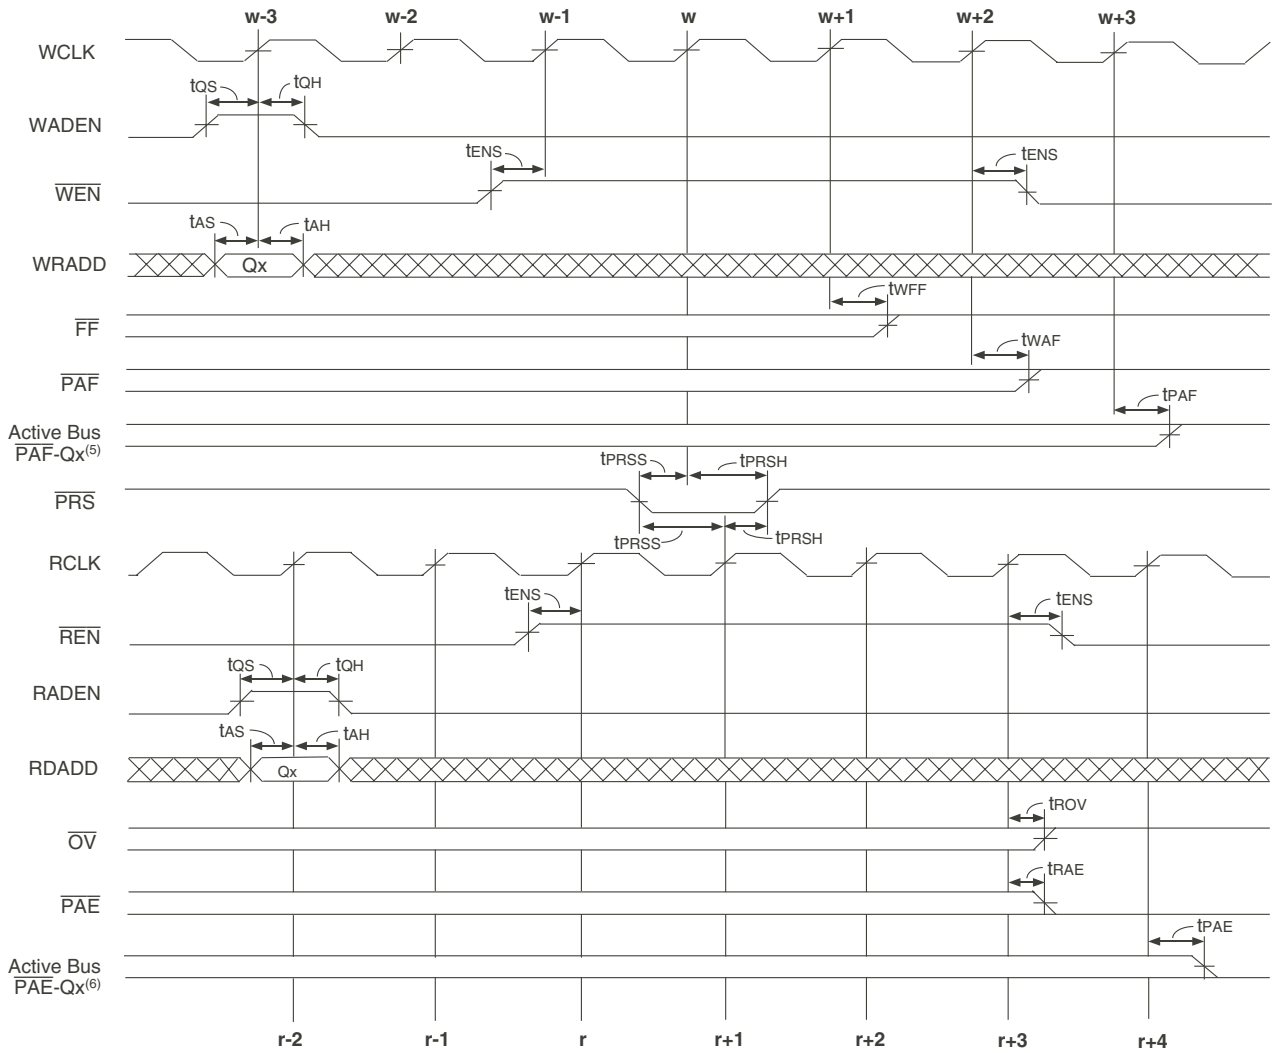 w-3 w-2 w-1 w w+1 w+2 w+3
WCLK
tQS tQH
WADEN
tENS tENS
WEN
tAS tAH
WRADD Qx
tWFF
FF
tWAF
PAF
tPAF
Active Bus
PAF-Qx(5)
tPRSS tPRSH
PRS
tPRSS tPRSH
RCLK
tENS tENS
REN
tQS tQH
RADEN
tAS tAH
RDADD Qx
tROV
OV
tRAE
PAE
tPAE
Active Bus
PAE-Qx(6)
r-2 r-1 r r+1 r+2 r+3 r+4